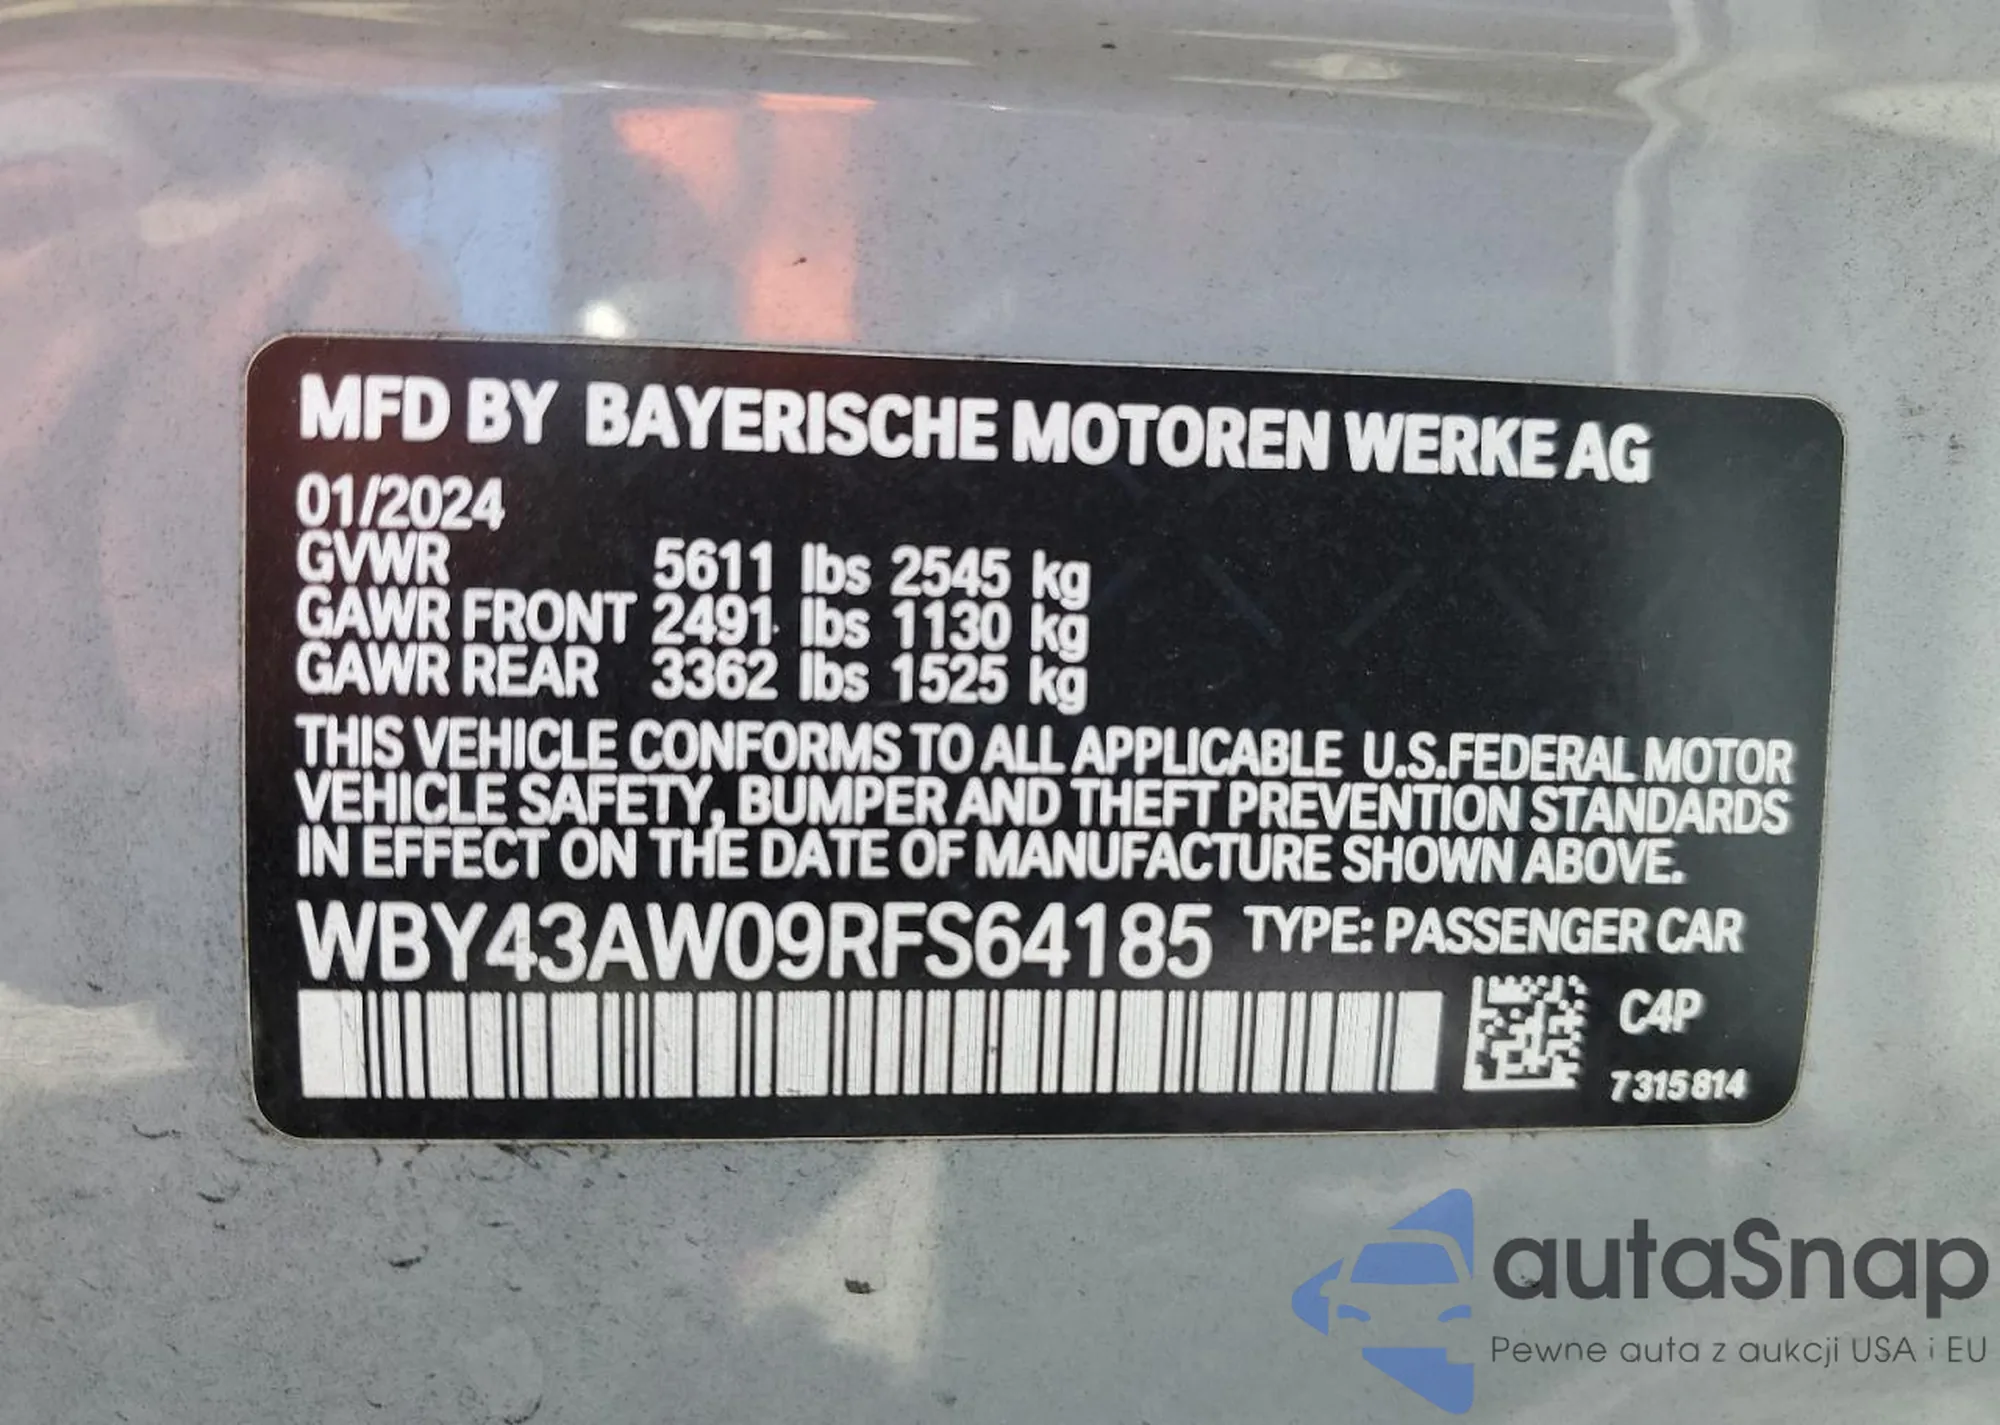 MFD BY BAYERISCHE MOTOREN WERKE AG
01/2024
GVWR 5611 lbs 2545 kg
GAWR FRONT 2491 lbs 1130 kg
GAWR REAR 3362 lbs 1525 kg
THIS VEHICLE CONFORMS TO ALL APPLICABLE U.S.FEDERAL MOTOR
VEHICLE SAFETY, BUMPER AND THEFT PREVENTION STANDARDS
IN EFFECT ON THE DATE OF MANUFACTURE SHOWN ABOVE.
WBY43AW09RFS64185 TYPE: PASSENGER CAR
C4P
7315814
autaSnap
Pewne auta z aukcji USA i EU